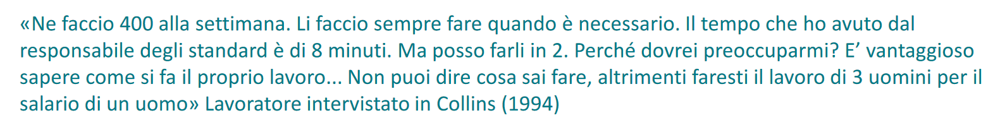 «Ne faccio 400 alla settimana. Li faccio sempre fare quando è necessario. Il tempo che ho avuto dal
responsabile degli standard è di 8 minuti. Ma posso farli in 2. Perché dovrei preoccuparmi? E’ vantaggioso
sapere come si fa il proprio lavoro... Non puoi dire cosa sai fare, altrimenti faresti il lavoro di 3 uomini per il
salario di un uomo» Lavoratore intervistato in Collins (1994)